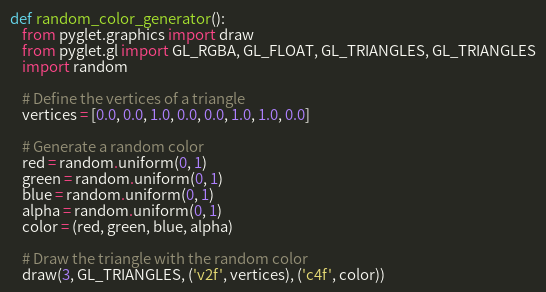 def random_color_generator():
    from pyglet.graphics import draw
    from pyglet.gl import GL_RGBA, GL_FLOAT, GL_TRIANGLES, GL_TRIANGLES
    import random

    # Define the vertices of a triangle
    vertices = [0.0, 0.0, 1.0, 0.0, 0.0, 1.0, 1.0, 0.0]

    # Generate a random color
    red = random.uniform(0, 1)
    green = random.uniform(0, 1)
    blue = random.uniform(0, 1)
    alpha = random.uniform(0, 1)
    color = (red, green, blue, alpha)

    # Draw the triangle with the random color
    draw(3, GL_TRIANGLES, ('v2f', vertices), ('c4f', color))